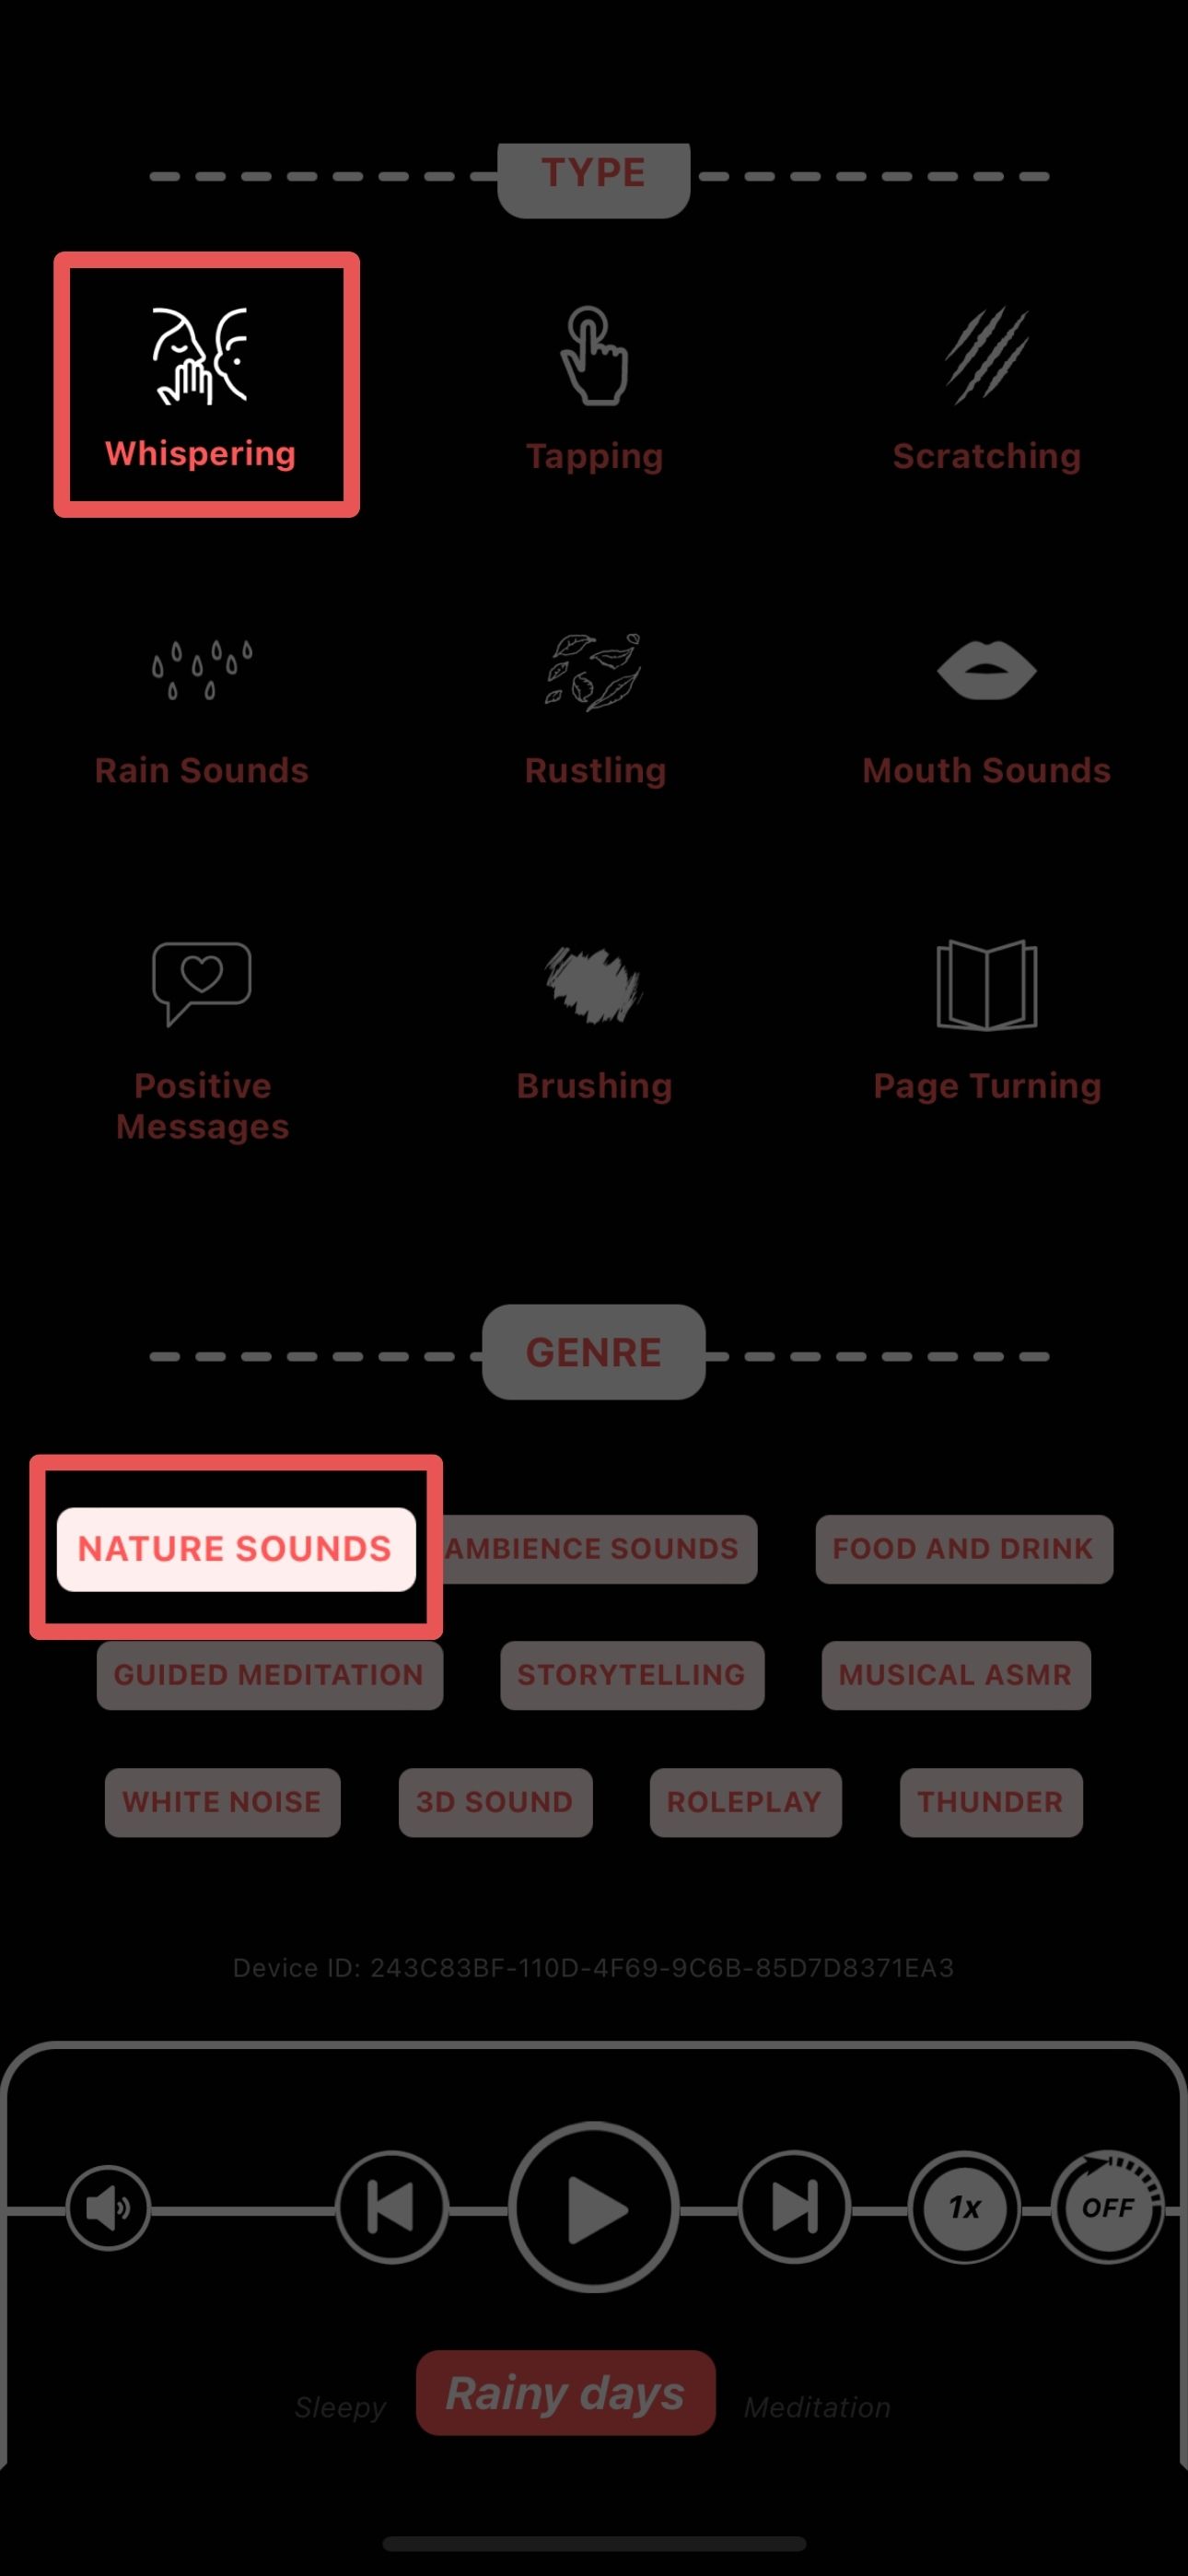 TYPE
Whispering
Tapping
Scratching
Rain Sounds
Rustling
Mouth Sounds
Positive
Messages
Brushing
Page Turning
GENRE
NATURE SOUNDS
AMBIENCE SOUNDS
FOOD AND DRINK
GUIDED MEDITATION
STORYTELLING
MUSICAL ASMR
WHITE NOISE
3D SOUND
ROLEPLAY
THUNDER
Device ID: 243C83BF-110D-4F69-9C6B-85D7D8371EA3
1x
OFF
Sleepy
Rainy days
Meditation